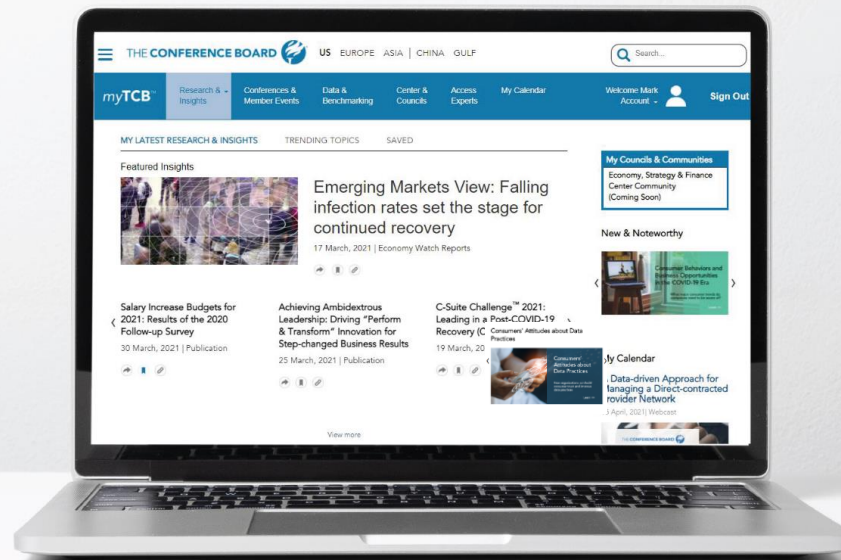 THE CONFERENCE BOARD
US EUROPE ASIA | CHINA GULF
Search...
myTCB™
Research & Insights
Conferences & Member Events
Data & Benchmarking
Center & Councils
Access Experts
My Calendar
Welcome Mark
Account
Sign Out
MY LATEST RESEARCH & INSIGHTS
TRENDING TOPICS
SAVED
Featured Insights
Emerging Markets View: Falling
infection rates set the stage for
continued recovery
17 March, 2021 | Economy Watch Reports
Salary Increase Budgets for
2021: Results of the 2020
Follow-up Survey
30 March, 2021 | Publication
Achieving Ambidextrous
Leadership: Driving "Perform
& Transform" Innovation for
Step-changed Business Results
25 March, 2021 | Publication
C-Suite Challenge™ 2021:
Leading in a Post-COVID-19
Recovery (C
19 March, 20
Consumers' Attitudes about Data
Practices
Consumers'
Attitudes about
Data Practices
View more
My Councils & Communities
Economy, Strategy & Finance
Center Community
(Coming Soon)
New & Noteworthy
Consumer Behaviors and
Business Opportunities
in the COVID-19 Era
My Calendar
Data-driven Approach for
Managing a Direct-contracted
Provider Network
April, 2021 | Webcast
THE CONFERENCE BOARD